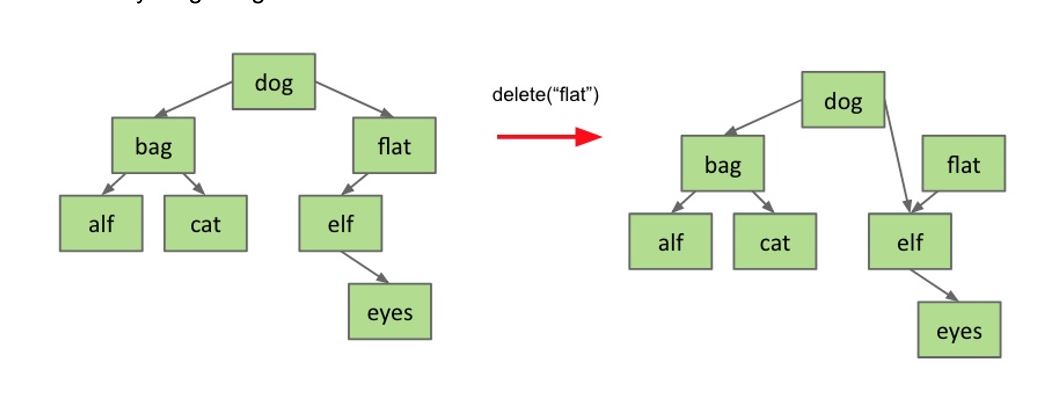 dog
bag
flat
alf
cat
elf
eyes
delete("flat")
dog
bag
flat
alf
cat
elf
eyes